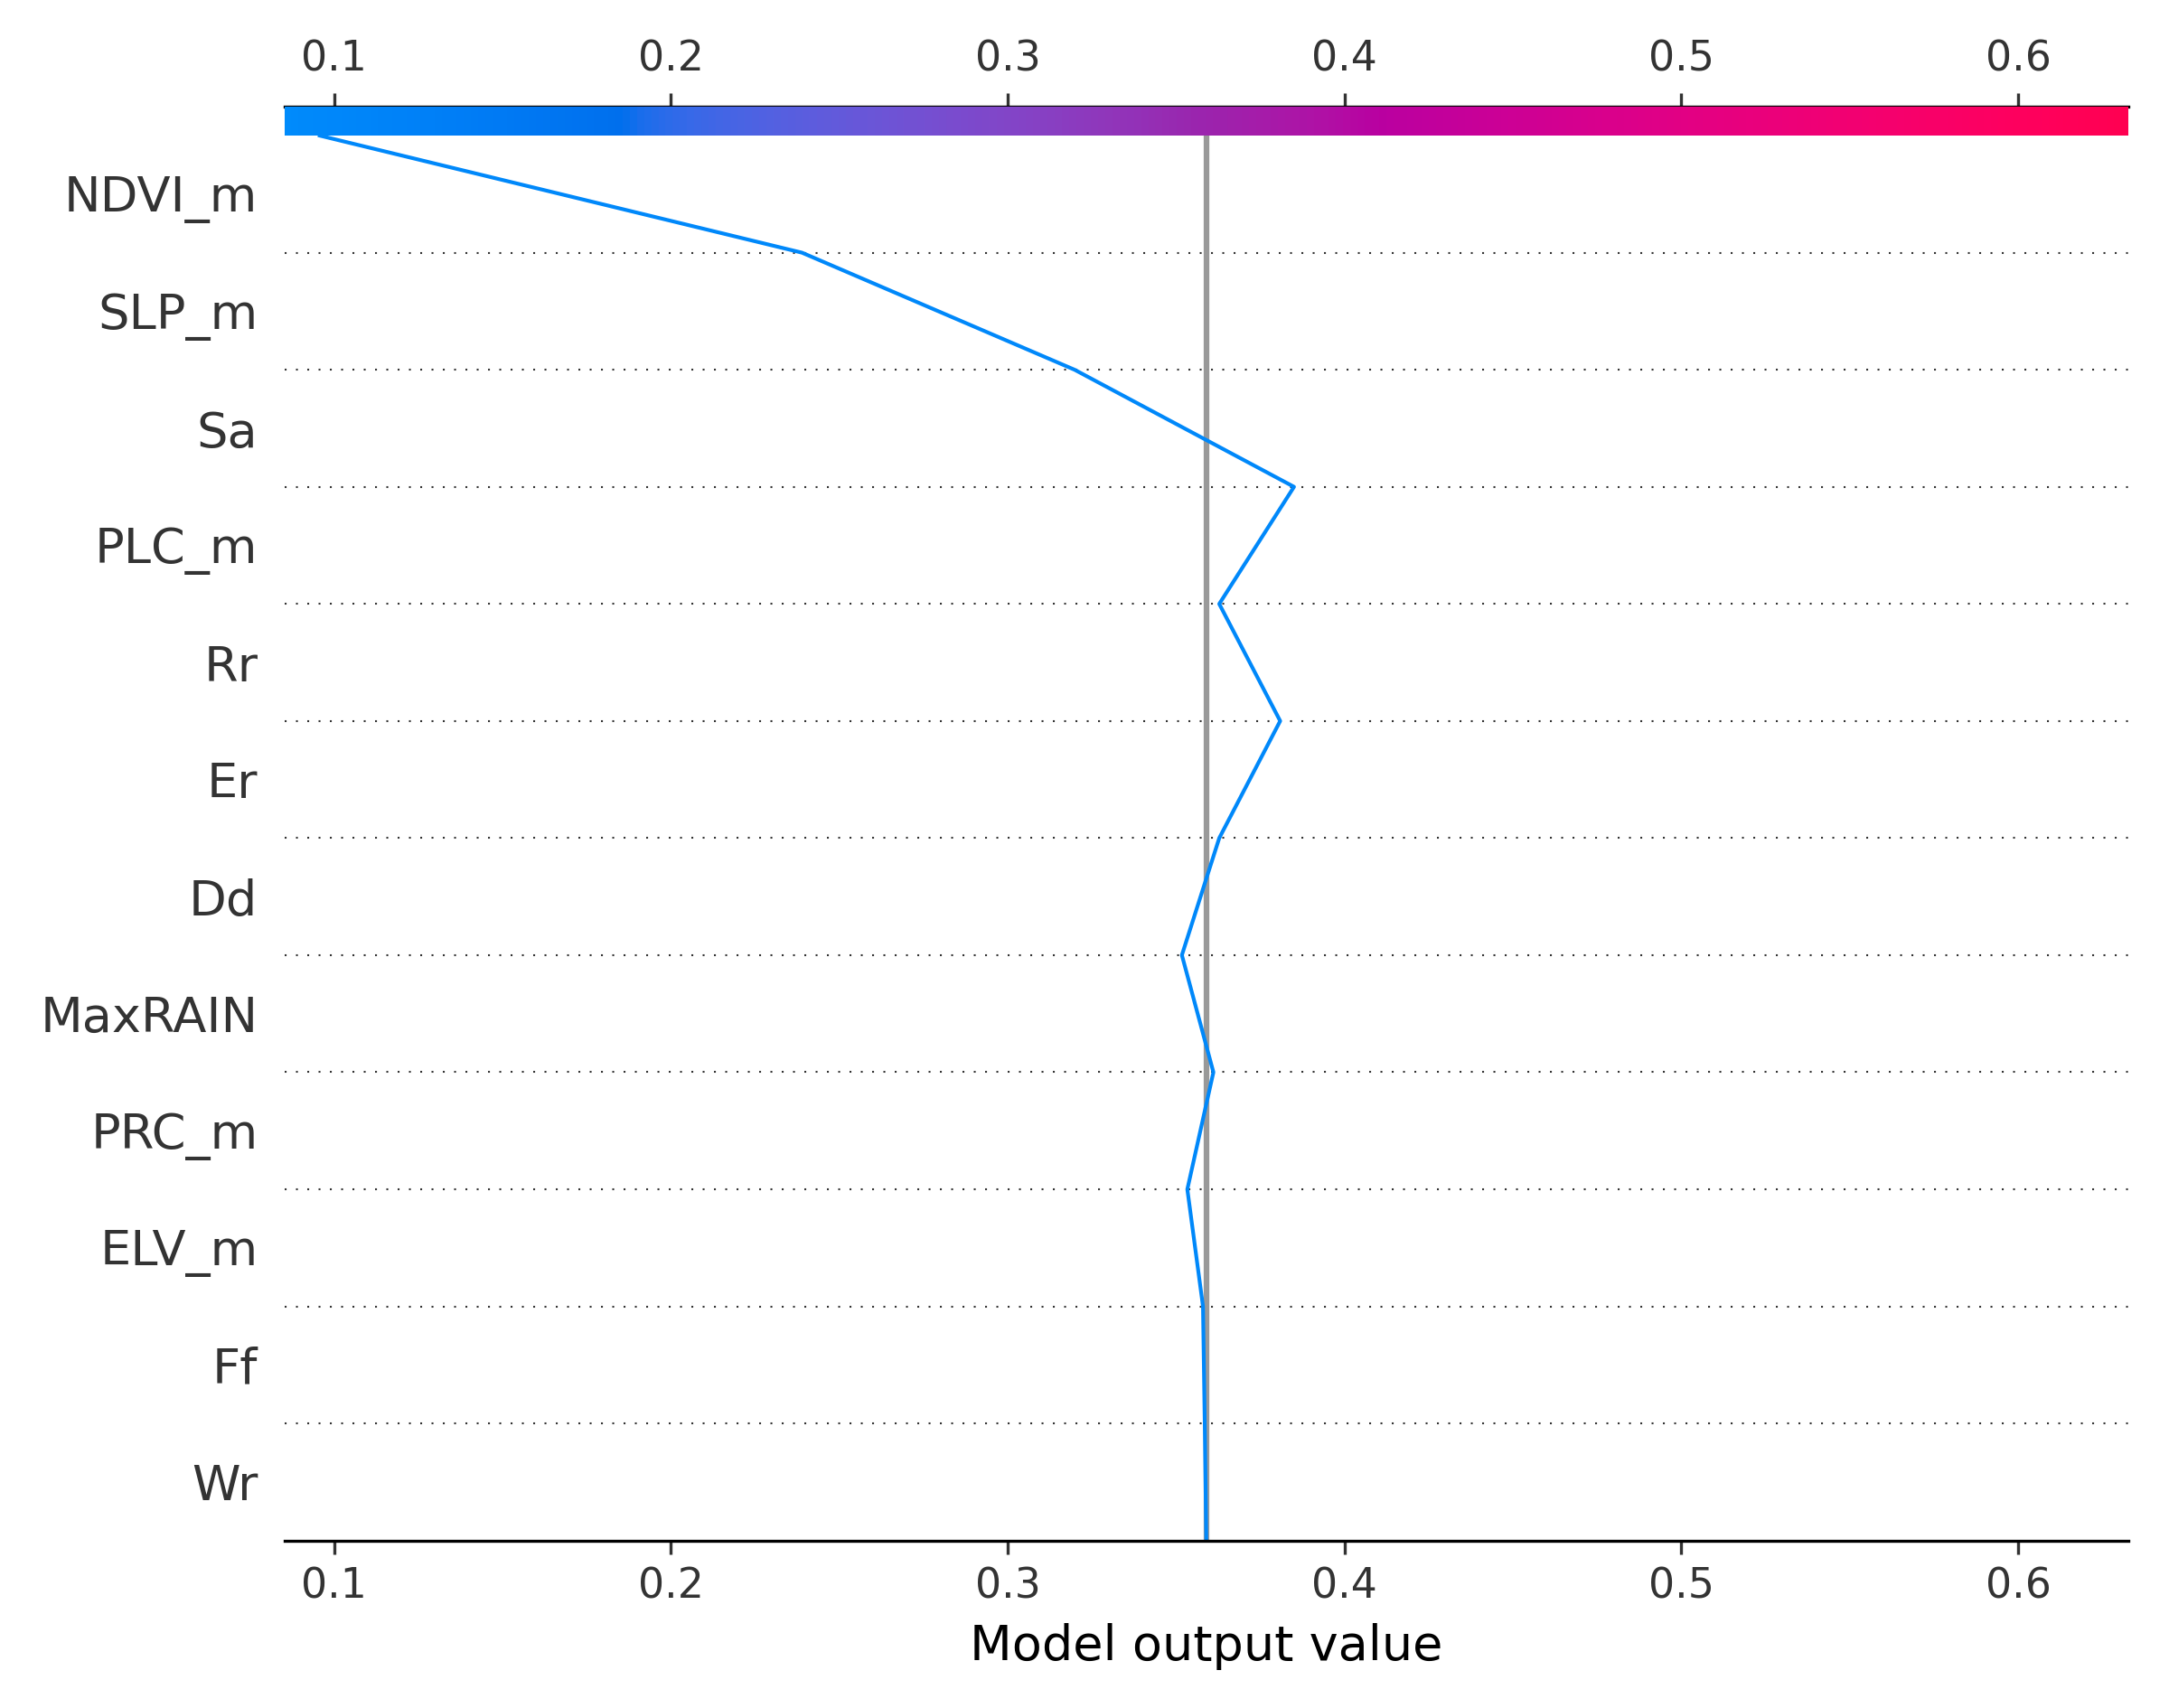 0.1 0.2 0.3 0.4 0.5 0.6
NDVI_m
SLP_m
Sa
PLC_m
Rr
Er
Dd
MaxRAIN
PRC_m
ELV_m
Ff
Wr
0.1 0.2 0.3 0.4 0.5 0.6
Model output value